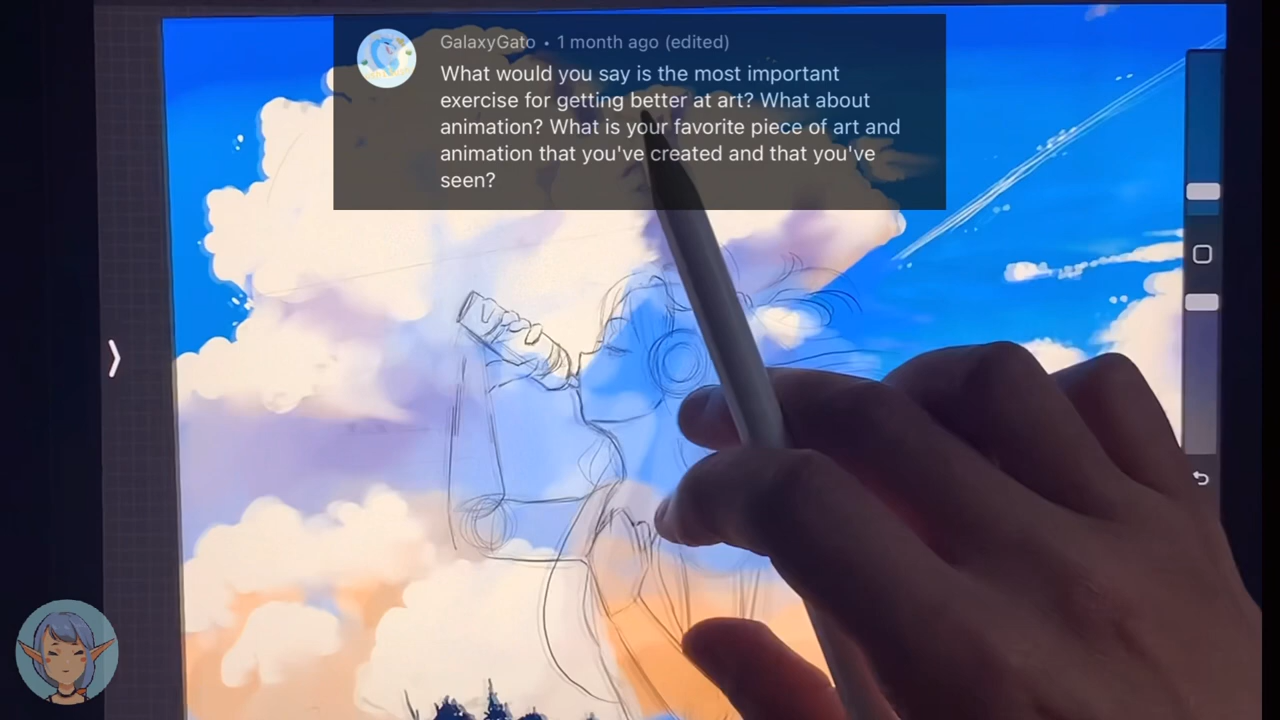 GalaxyGato • 1 month ago (edited)
What would you say is the most important
exercise for getting better at art? What about
animation? What is your favorite piece of art and
animation that you've created and that you've
seen?